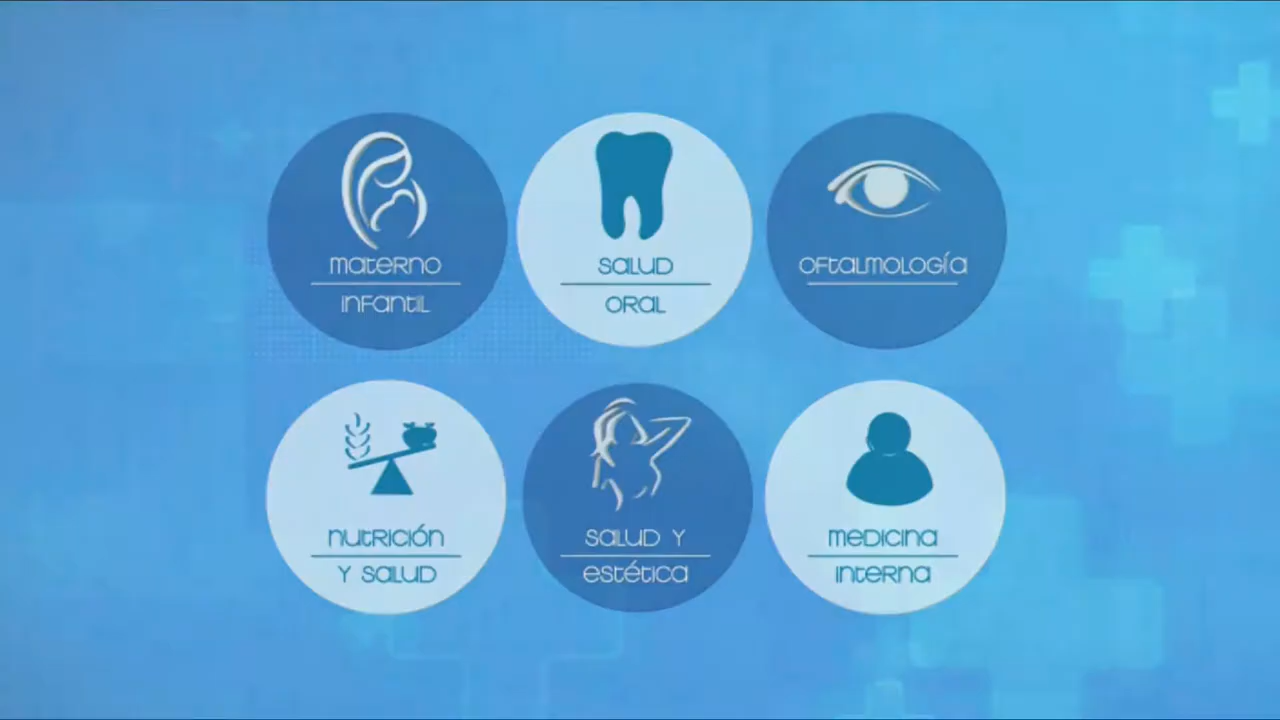 Materno
Infantil
Salud
Oral
Oftalmología
Nutrición
y Salud
Salud y
Estética
Medicina
Interna